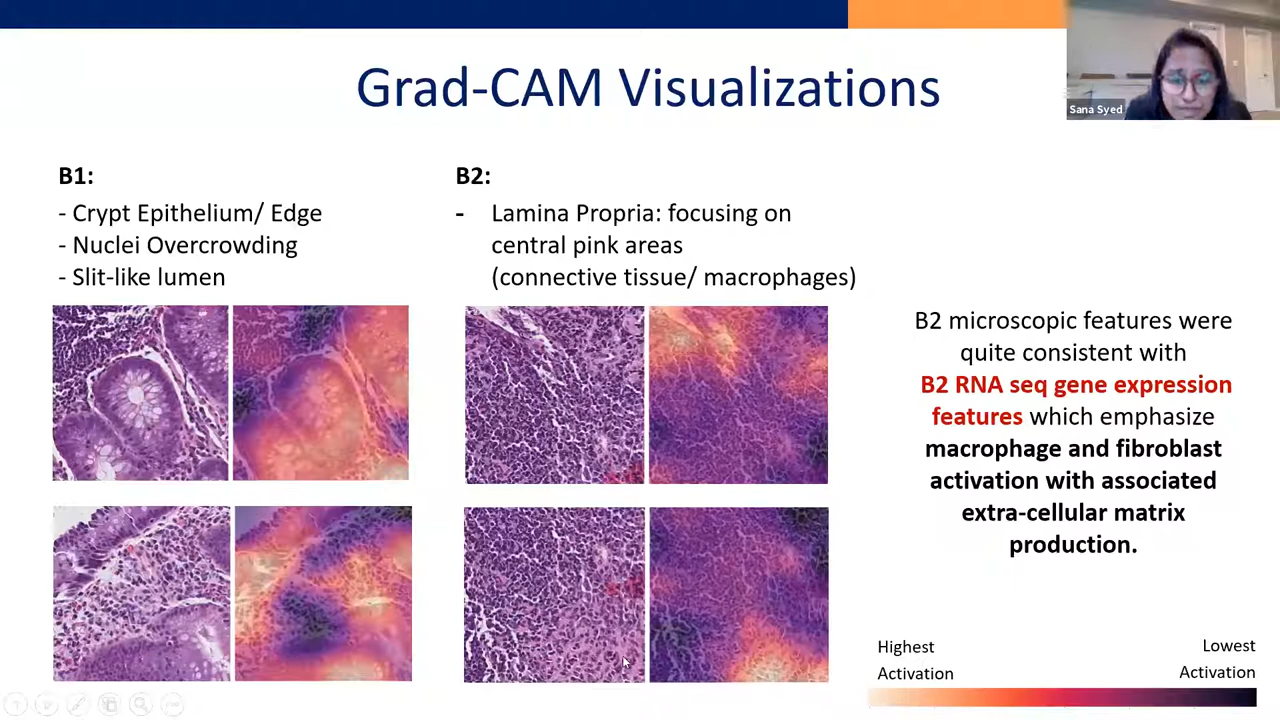 Grad-CAM Visualizations
Sana Syed
B1:
- Crypt Epithelium/ Edge
- Nuclei Overcrowding
- Slit-like lumen
B2:
- Lamina Propria: focusing on
central pink areas
(connective tissue/ macrophages)
B2 microscopic features were
quite consistent with
B2 RNA seq gene expression
features which emphasize
macrophage and fibroblast
activation with associated
extra-cellular matrix
production.
Highest
Activation
Lowest
Activation